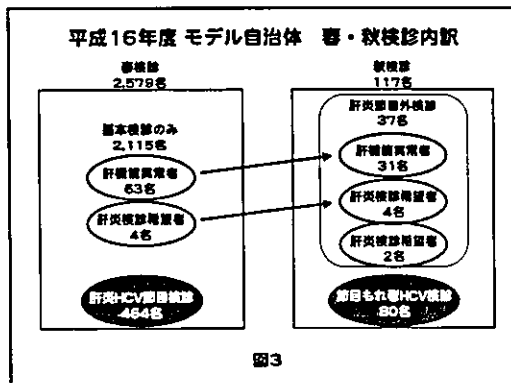 平成16年度 モデル自治体 春・秋検診内訳
春検診
2,579名
基本検診のみ
2,115名
肝機能異常者
63名
肝炎検診希望者
4名
肝炎HCV節目検診
464名
秋検診
117名
肝炎節目外検診
37名
肝機能異常者
31名
肝炎検診希望者
4名
肝炎検診希望者
2名
節目もれ者HCV検診
80名
図3